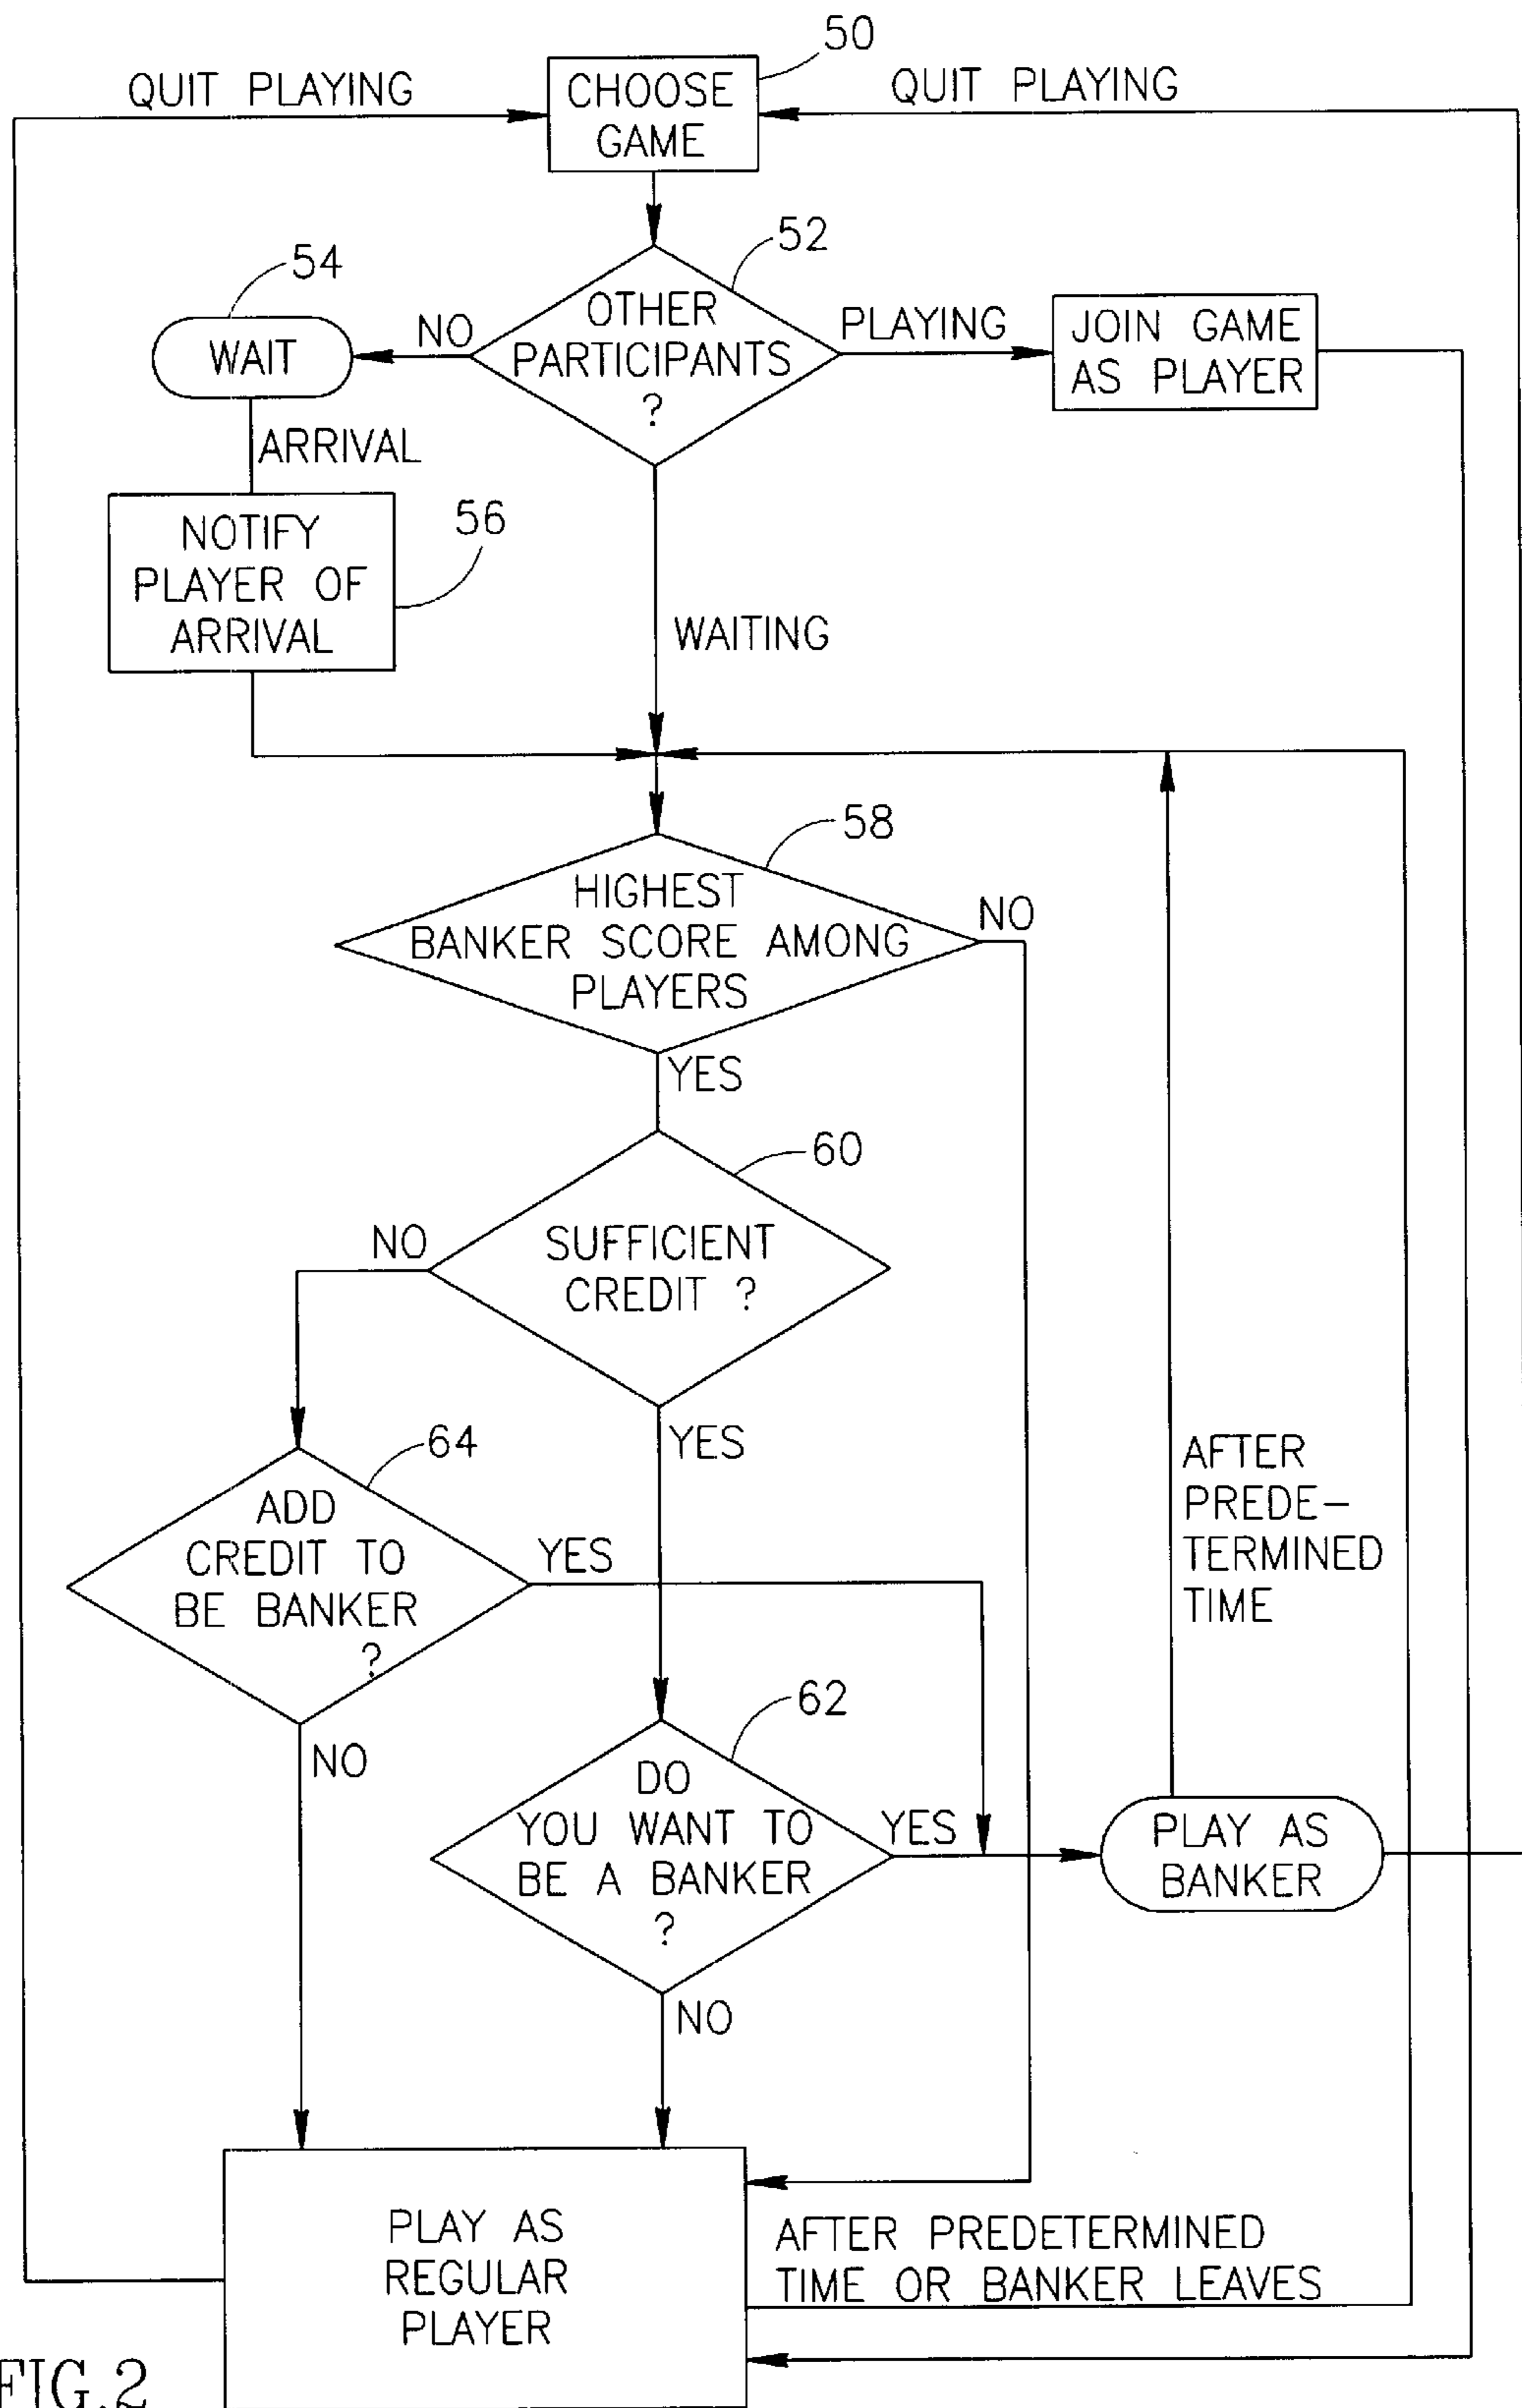 50
QUIT PLAYING
CHOOSE
GAME
QUIT PLAYING
52
54
OTHER
PARTICIPANTS
?
NO
PLAYING
WAIT
JOIN GAME
AS PLAYER
ARRIVAL
NOTIFY
PLAYER OF
ARRIVAL
56
WAITING
58
HIGHEST
BANKER SCORE AMONG
PLAYERS
NO
YES
60
SUFFICIENT
CREDIT ?
NO
YES
64
ADD
CREDIT TO
BE BANKER
?
YES
AFTER
PREDE-
TERMINED
TIME
NO
62
DO
YOU WANT TO
BE A BANKER
?
YES
PLAY AS
BANKER
NO
PLAY AS
REGULAR
PLAYER
AFTER PREDETERMINED
TIME OR BANKER LEAVES
FIG.2